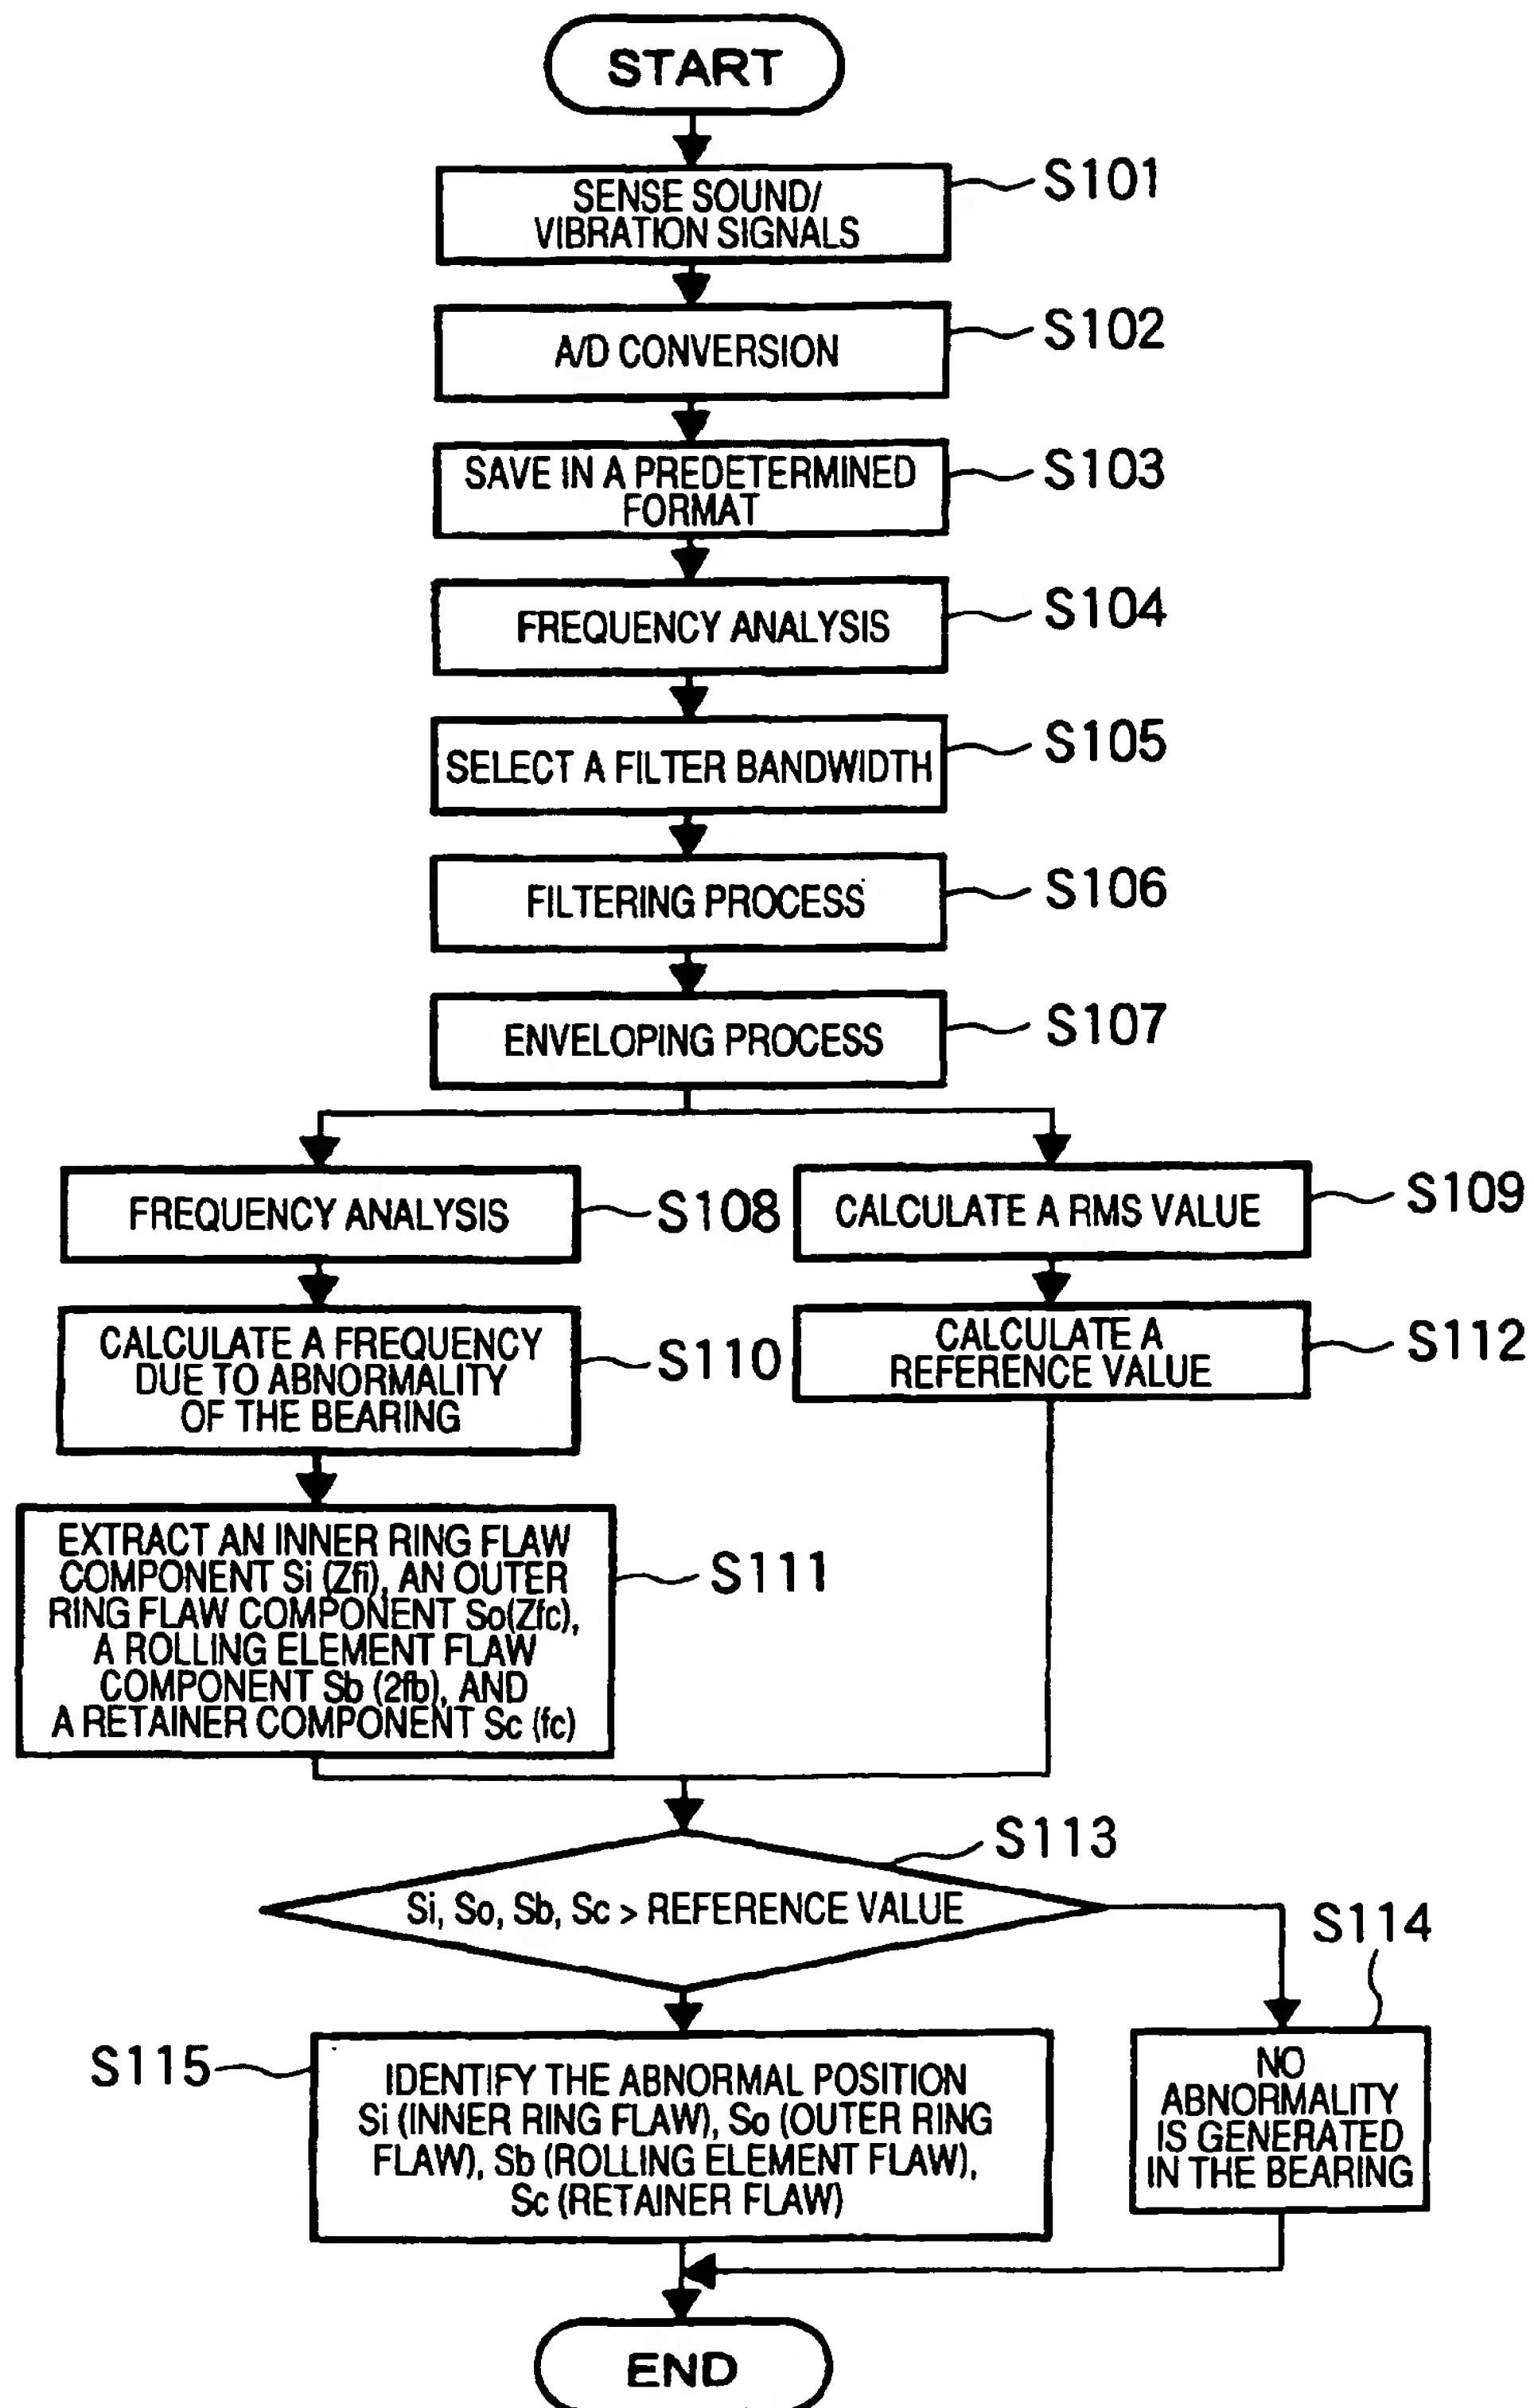 START
SENSE SOUND/
VIBRATION SIGNALS
S101
A/D CONVERSION
S102
SAVE IN A PREDETERMINED
FORMAT
S103
FREQUENCY ANALYSIS
S104
SELECT A FILTER BANDWIDTH
S105
FILTERING PROCESS
S106
ENVELOPING PROCESS
S107
FREQUENCY ANALYSIS
S108
CALCULATE A RMS VALUE
S109
CALCULATE A FREQUENCY
DUE TO ABNORMALITY
OF THE BEARING
S110
CALCULATE A
REFERENCE VALUE
S112
EXTRACT AN INNER RING FLAW
COMPONENT Si (Zfi), AN OUTER
RING FLAW COMPONENT So(Zfc),
A ROLLING ELEMENT FLAW
COMPONENT Sb (2fb), AND
A RETAINER COMPONENT Sc (fc)
S111
S113
Si, So, Sb, Sc > REFERENCE VALUE
S114
S115
IDENTIFY THE ABNORMAL POSITION
Si (INNER RING FLAW), So (OUTER RING
FLAW), Sb (ROLLING ELEMENT FLAW),
Sc (RETAINER FLAW)
NO
ABNORMALITY
IS GENERATED
IN THE BEARING
END